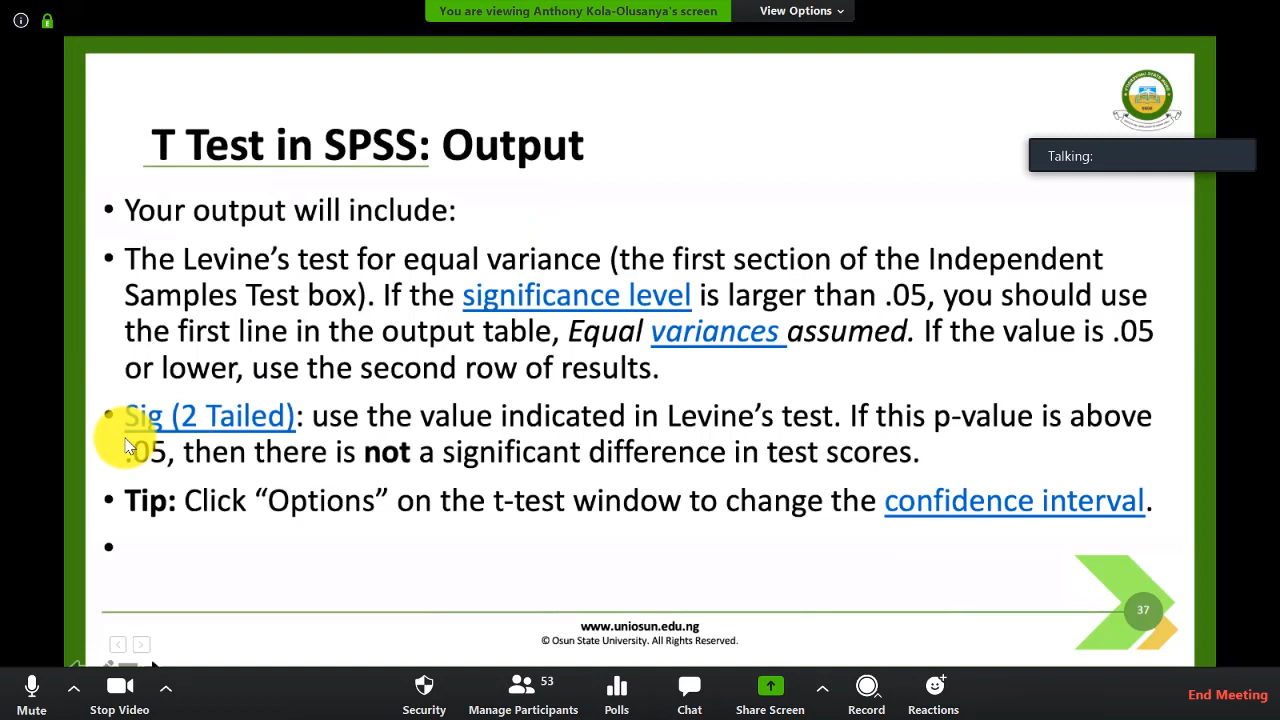 You are viewing Anthony Kola-Olusanya's screen
View Options
T Test in SPSS: Output
Talking:
• Your output will include:
• The Levine's test for equal variance (the first section of the Independent
Samples Test box). If the significance level is larger than .05, you should use
the first line in the output table, Equal variances assumed. If the value is .05
or lower, use the second row of results.
• Sig (2 Tailed): use the value indicated in Levine's test. If this p-value is above
.05, then there is not a significant difference in test scores.
• Tip: Click “Options” on the t-test window to change the confidence interval.
•
37
www.uniosun.edu.ng
© Osun State University. All Rights Reserved.
53
Mute
Stop Video
Security
Manage Participants
Polls
Chat
Share Screen
Record
Reactions
End Meeting